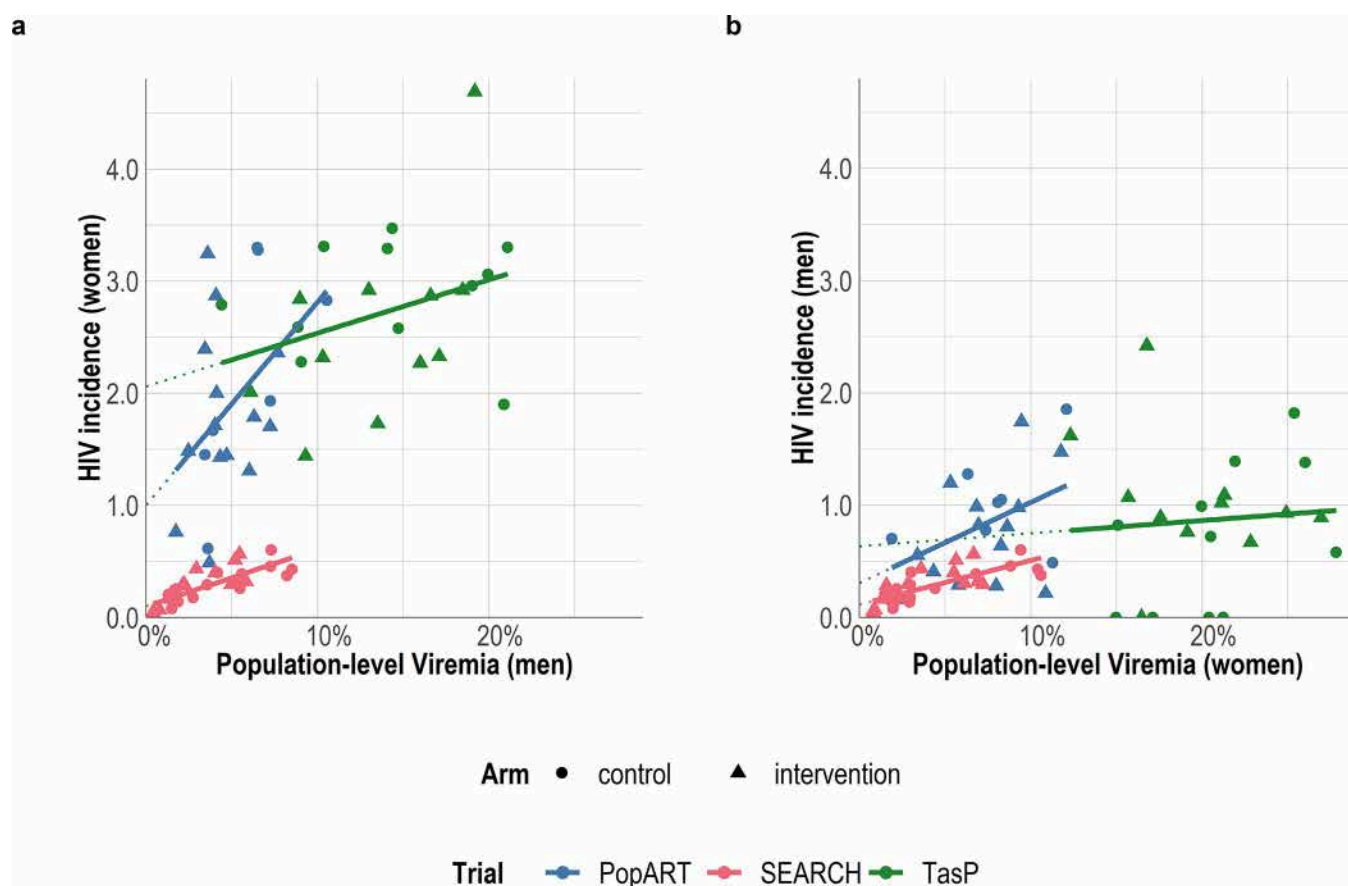 a
HIV incidence (women)
4.0
3.0
2.0
1.0
0.0
0% 10% 20%
Population-level Viremia (men)
b
HIV incidence (men)
4.0
3.0
2.0
1.0
0.0
0% 10% 20%
Population-level Viremia (women)
Arm control intervention
Trial PopART SEARCH TasP